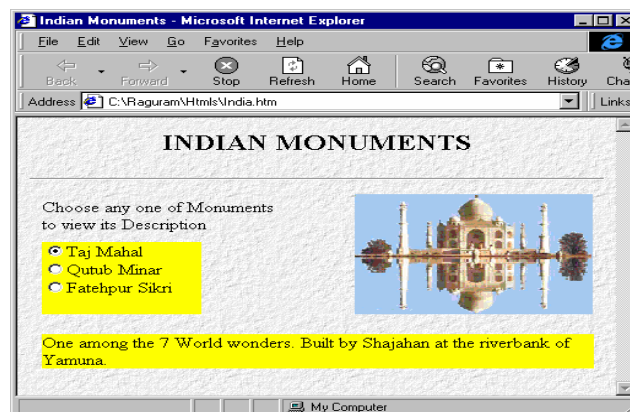 Indian Monuments - Microsoft Internet Explorer
File Edit View Go Favorites Help
Back Forward Stop Refresh Home Search Favorites History
Address C:\Raguram\Htmls\India.htm Links
INDIAN MONUMENTS
Choose any one of Monuments
to view its Description
Taj Mahal
Qutub Minar
Fatehpur Sikri
One among the 7 World wonders. Built by Shajahan at the riverbank of
Yamuna.
My Computer